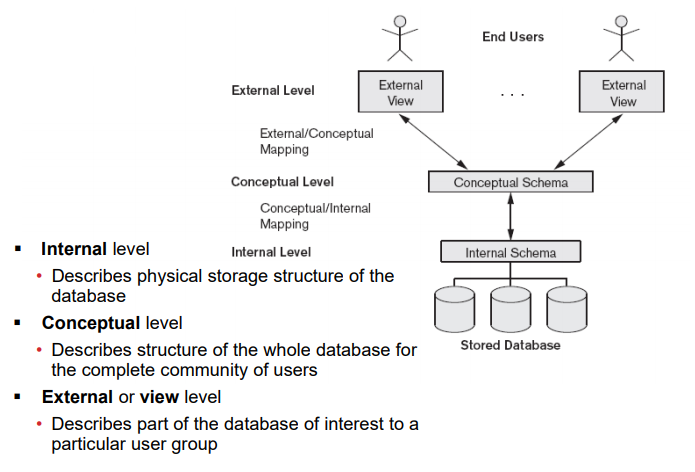 End Users
External Level
External
View
. . .
External
View
External/Conceptual
Mapping
Conceptual Level
Conceptual Schema
Conceptual/Internal
Mapping
Internal Level
Internal Schema
Stored Database
▪ Internal level
• Describes physical storage structure of the
database
▪ Conceptual level
• Describes structure of the whole database for
the complete community of users
▪ External or view level
• Describes part of the database of interest to a
particular user group